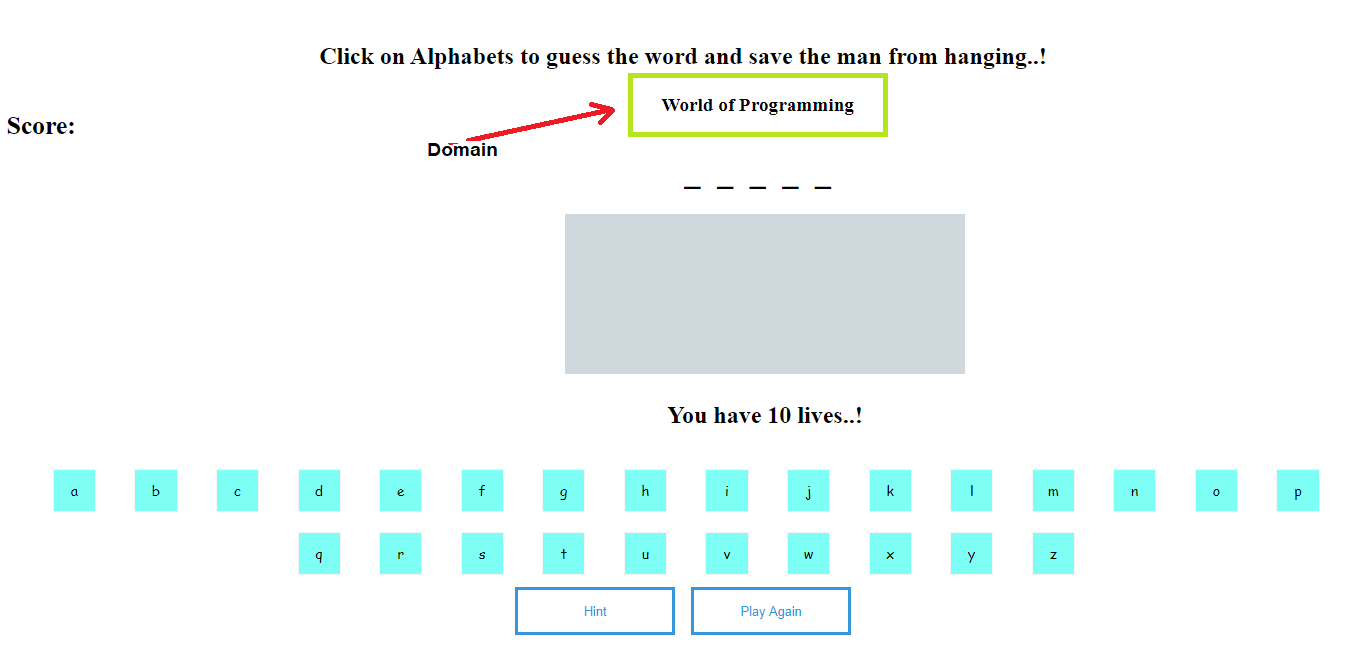 Click on Alphabets to guess the word and save the man from hanging..!
World of Programming
Score:
Domain
_ _ _ _ _
You have 10 lives..!
a b c d e f g h i j k l m n o p
q r s t u v w x y z
Hint Play Again